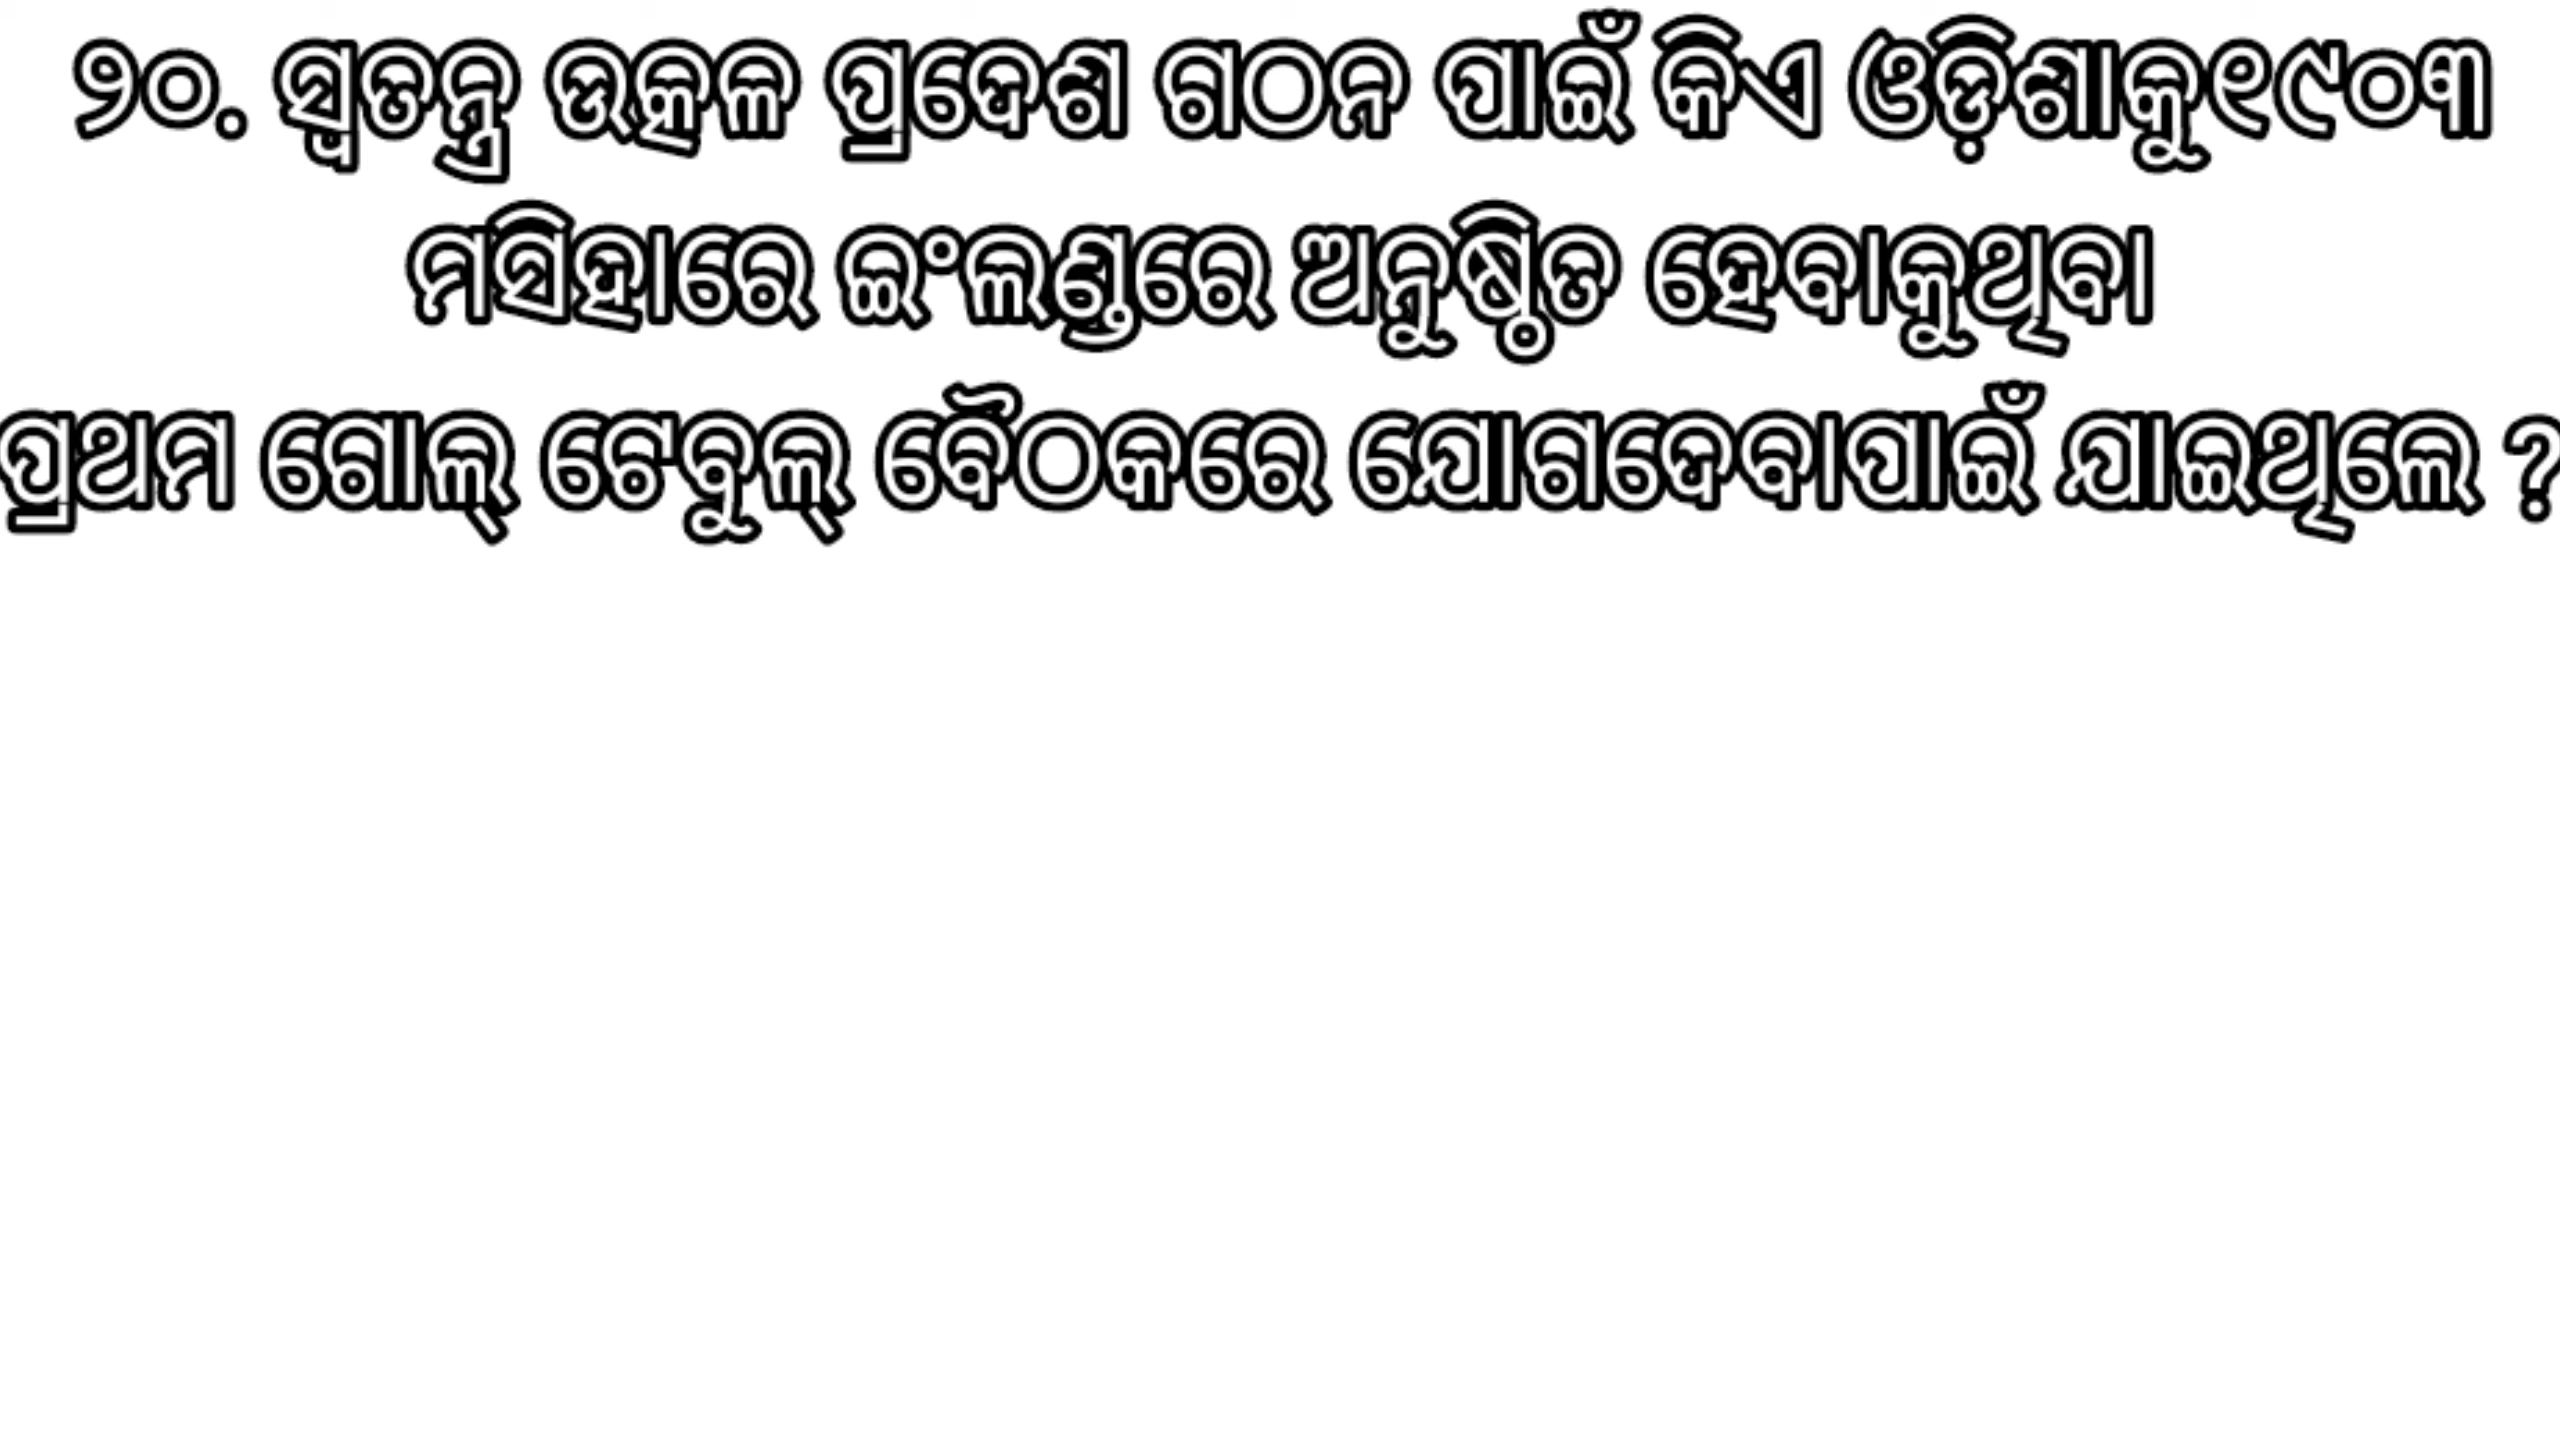 ୨୦. ସ୍ୱତନ୍ତ୍ର ଉତ୍କଳ ପ୍ରଦେଶ ଗଠନ ପାଇଁ କିଏ ଓଡ଼ିଶାକୁ୧୯୦୩
ମସିହାରେ ଇଂଲଣ୍ଡରେ ଅନୁଷ୍ଠିତ ହେବାକୁଥିବା
ପ୍ରଥମ ଗୋଲ୍ ଟେବୁଲ୍ ବୈଠକରେ ଯୋଗଦେବାପାଇଁ ଯାଇଥିଲେ ?